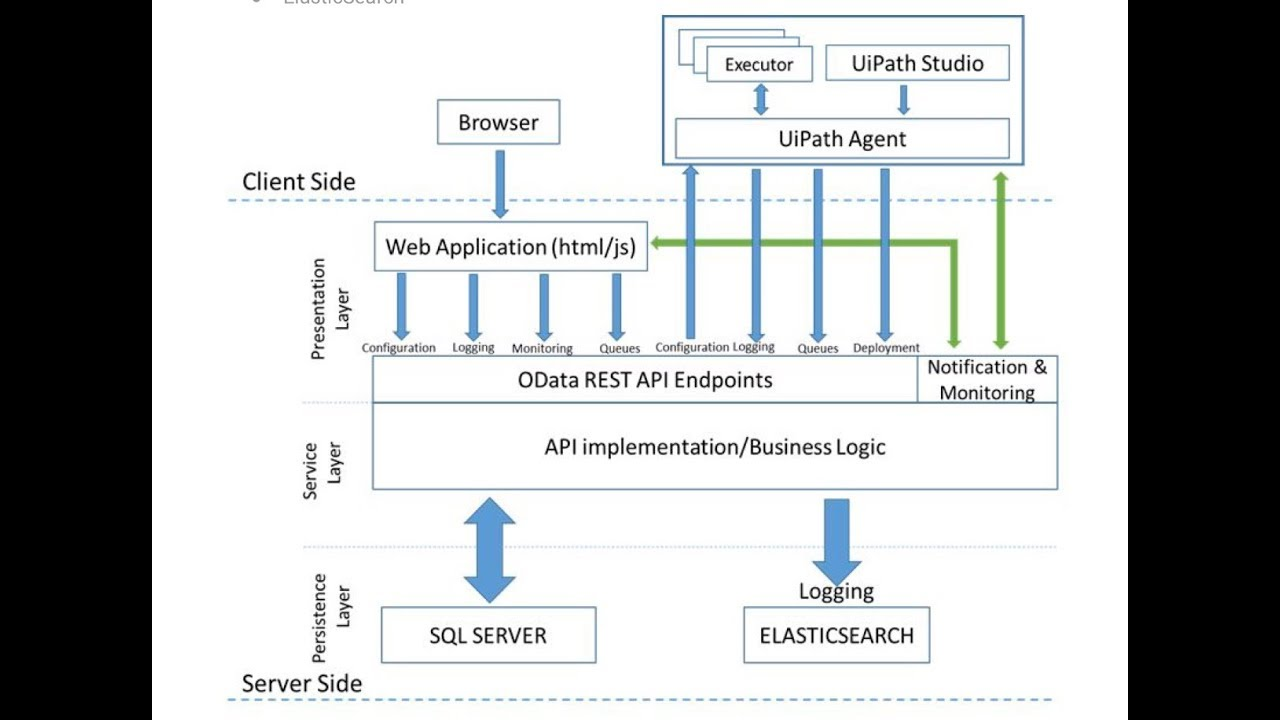 ElasticSearch
Executor
UiPath Studio
Browser
UiPath Agent
Client Side
Web Application (html/js)
Presentation
Layer
Configuration
Logging
Monitoring
Queues
Configuration
Logging
Queues
Deployment
OData REST API Endpoints
Notification &
Monitoring
Service
Layer
API implementation/Business Logic
Persistence
Layer
Logging
SQL SERVER
ELASTICSEARCH
Server Side